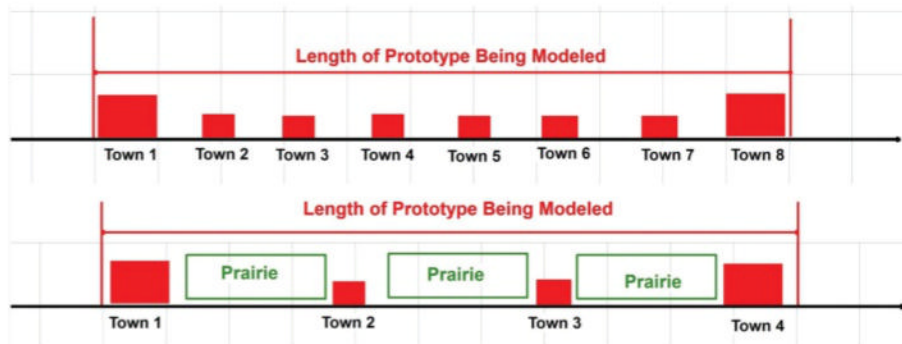 Length of Prototype Being Modeled
Town 1 Town 2 Town 3 Town 4 Town 5 Town 6 Town 7 Town 8
Length of Prototype Being Modeled
Prairie Prairie Prairie
Town 1 Town 2 Town 3 Town 4